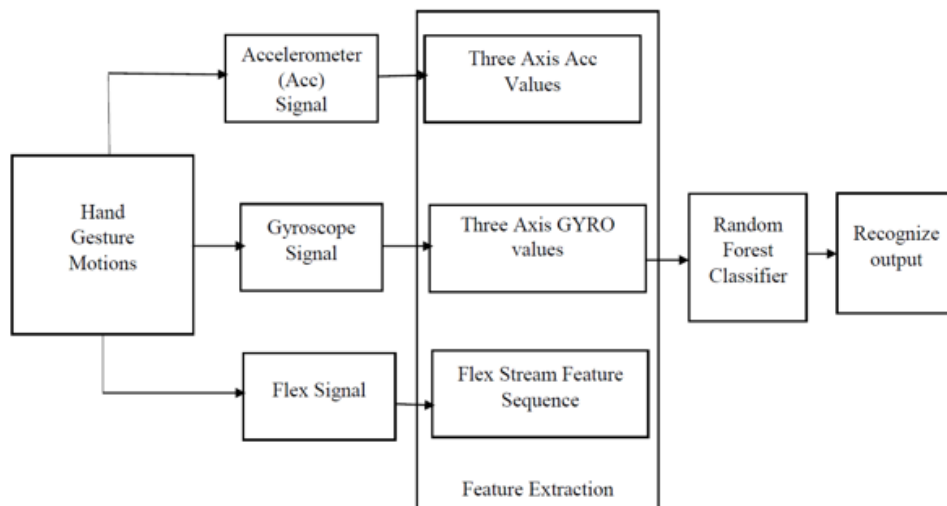 Accelerometer
(Acc)
Signal
Three Axis Acc
Values
Hand
Gesture
Motions
Gyroscope
Signal
Three Axis GYRO
values
Random
Forest
Classifier
Recognize
output
Flex Signal
Flex Stream Feature
Sequence
Feature Extraction